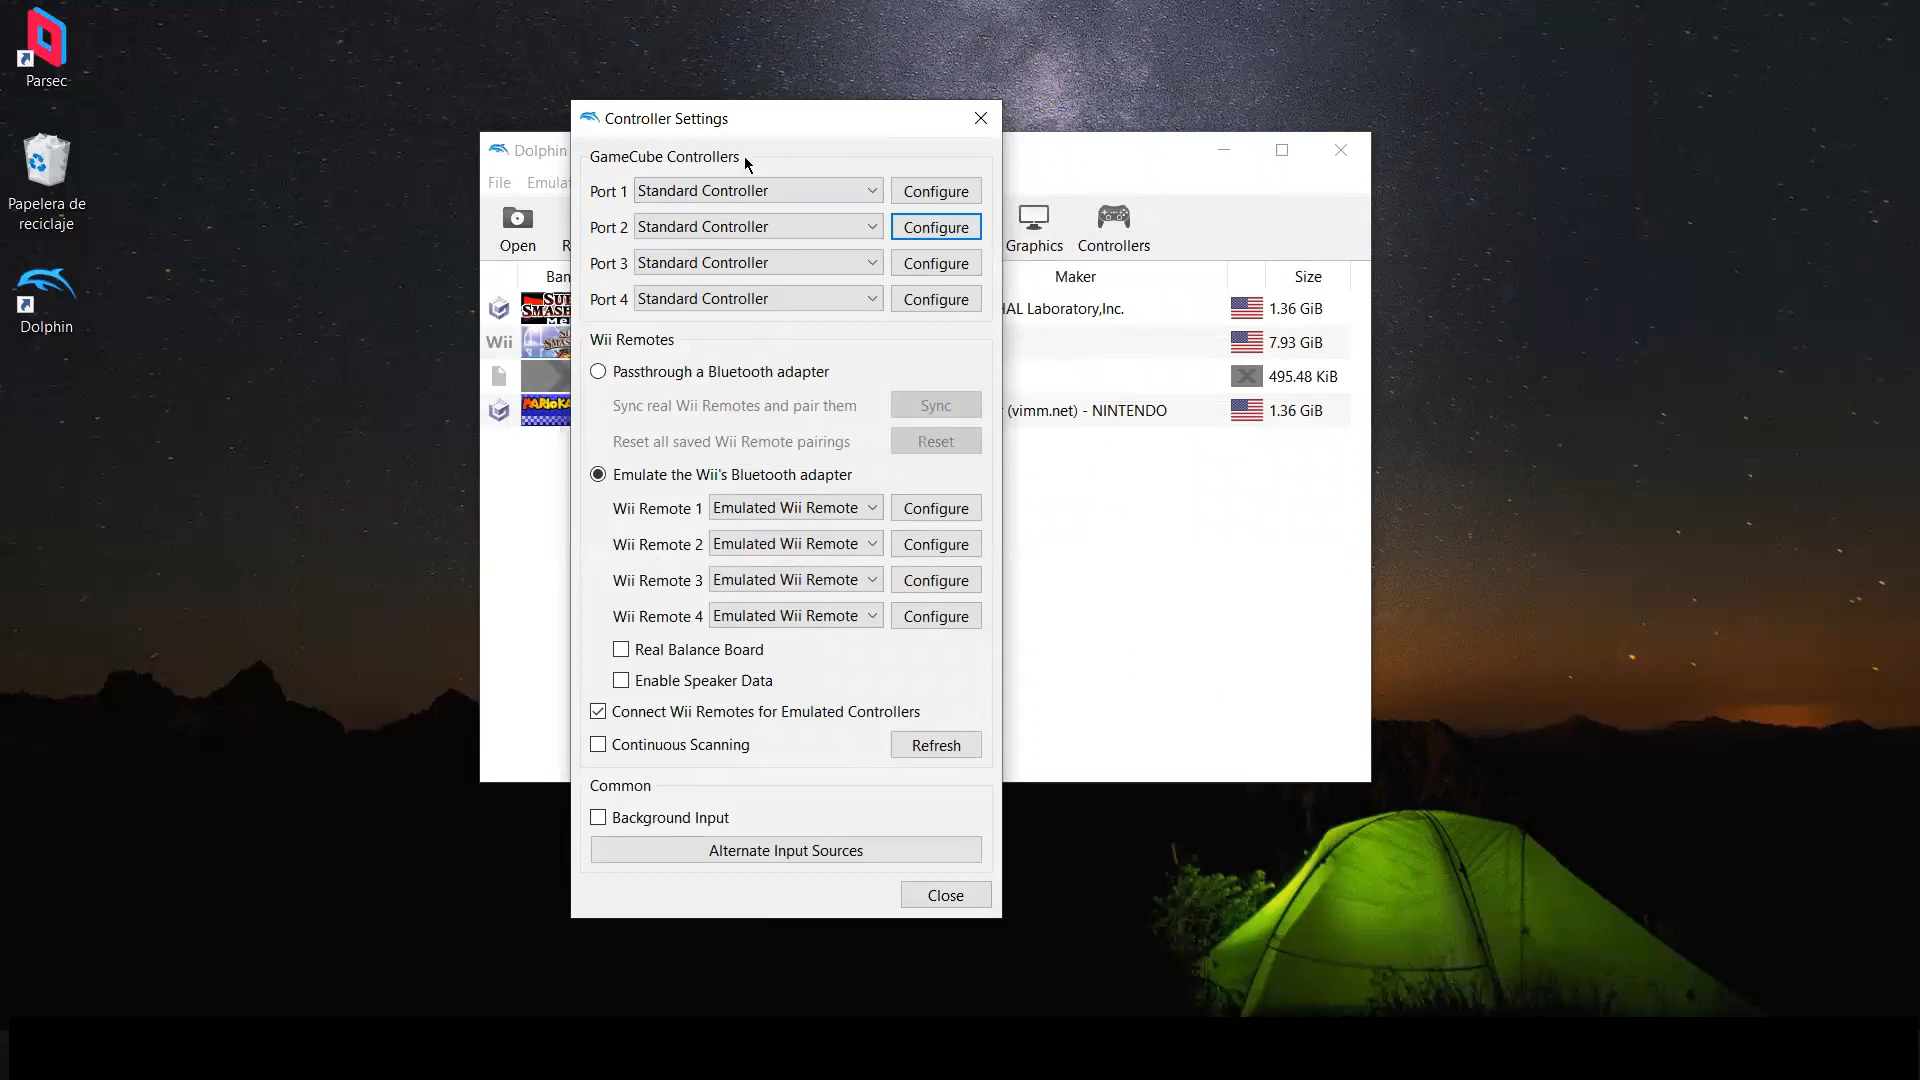 Parsec
Papelera de
reciclaje
Dolphin
Controller Settings
GameCube Controllers
Port 1 Standard Controller Configure
Port 2 Standard Controller Configure
Port 3 Standard Controller Configure
Port 4 Standard Controller Configure
Wii Remotes
Passthrough a Bluetooth adapter
Sync real Wii Remotes and pair them Sync
Reset all saved Wii Remote pairings Reset
Emulate the Wii's Bluetooth adapter
Wii Remote 1 Emulated Wii Remote Configure
Wii Remote 2 Emulated Wii Remote Configure
Wii Remote 3 Emulated Wii Remote Configure
Wii Remote 4 Emulated Wii Remote Configure
Real Balance Board
Enable Speaker Data
Connect Wii Remotes for Emulated Controllers
Continuous Scanning Refresh
Common
Background Input
Alternate Input Sources
Close
Dolphin
File Emulat
Open R Graphics Controllers
Ban Maker Size
HAL Laboratory,Inc. 1.36 GiB
Wii 7.93 GiB
495.48 KiB
(vimm.net) - NINTENDO 1.36 GiB